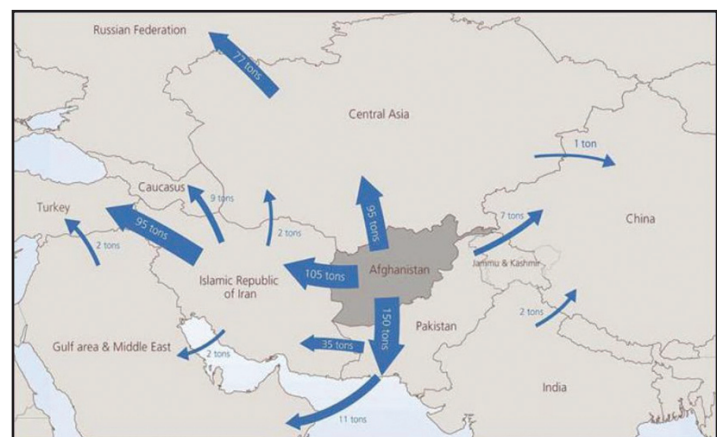 Russian Federation
77 tons
Central Asia
1 ton
Caucasus
9 tons
Turkey
95 tons
2 tons
2 tons
95 tons
7 tons
China
Islamic Republic
of Iran
105 tons
Afghanistan
Jammu & Kashmir
150 tons
Pakistan
2 tons
Gulf area & Middle East
2 tons
35 tons
India
11 tons